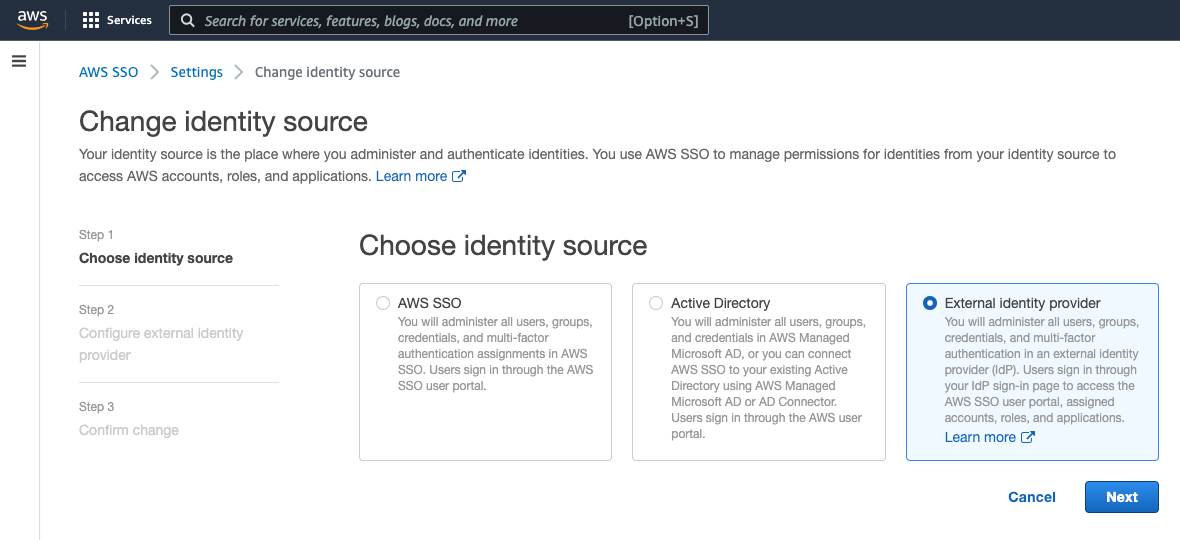 aws
Services
Search for services, features, blogs, docs, and more
[Option+S]
AWS SSO
Settings
Change identity source
Change identity source
Your identity source is the place where you administer and authenticate identities. You use AWS SSO to manage permissions for identities from your identity source to
access AWS accounts, roles, and applications. Learn more
Step 1
Choose identity source
Step 2
Configure external identity
provider
Step 3
Confirm change
Choose identity source
AWS SSO
You will administer all users, groups,
credentials, and multi-factor
authentication assignments in AWS
SSO. Users sign in through the AWS
SSO user portal.
Active Directory
You will administer all users, groups,
and credentials in AWS Managed
Microsoft AD, or you can connect
AWS SSO to your existing Active
Directory using AWS Managed
Microsoft AD or AD Connector.
Users sign in through the AWS user
portal.
External identity provider
You will administer all users, groups,
credentials, and multi-factor
authentication in an external identity
provider (IdP). Users sign in through
your IdP sign-in page to access the
AWS SSO user portal, assigned
accounts, roles, and applications.
Learn more
Cancel
Next